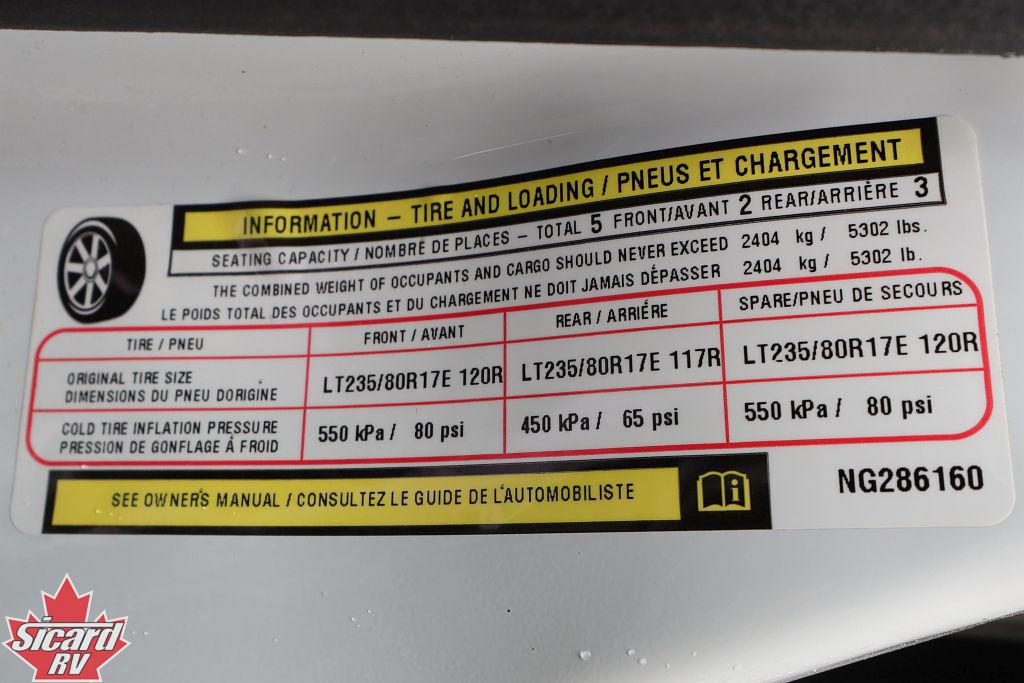 INFORMATION – TIRE AND LOADING / PNEUS ET CHARGEMENT
SEATING CAPACITY / NOMBRE DE PLACES – TOTAL 5 FRONT/AVANT 2 REAR/ARRIÈRE 3
THE COMBINED WEIGHT OF OCCUPANTS AND CARGO SHOULD NEVER EXCEED 2404 kg / 5302 lbs.
LE POIDS TOTAL DES OCCUPANTS ET DU CHARGEMENT NE DOIT JAMAIS DÉPASSER 2404 kg / 5302 lb.
TIRE / PNEU FRONT / AVANT REAR / ARRIÉRE SPARE/PNEU DE SECOURS
ORIGINAL TIRE SIZE
DIMENSIONS DU PNEU DORIGINE
LT235/80R17E 120R LT235/80R17E 117R LT235/80R17E 120R
COLD TIRE INFLATION PRESSURE
PRESSION DE GONFLAGE Á FROID
550 kPa / 80 psi 450 kPa / 65 psi 550 kPa / 80 psi
SEE OWNER'S MANUAL / CONSULTEZ LE GUIDE DE L'AUTOMOBILISTE
NG286160
Sicard
RV